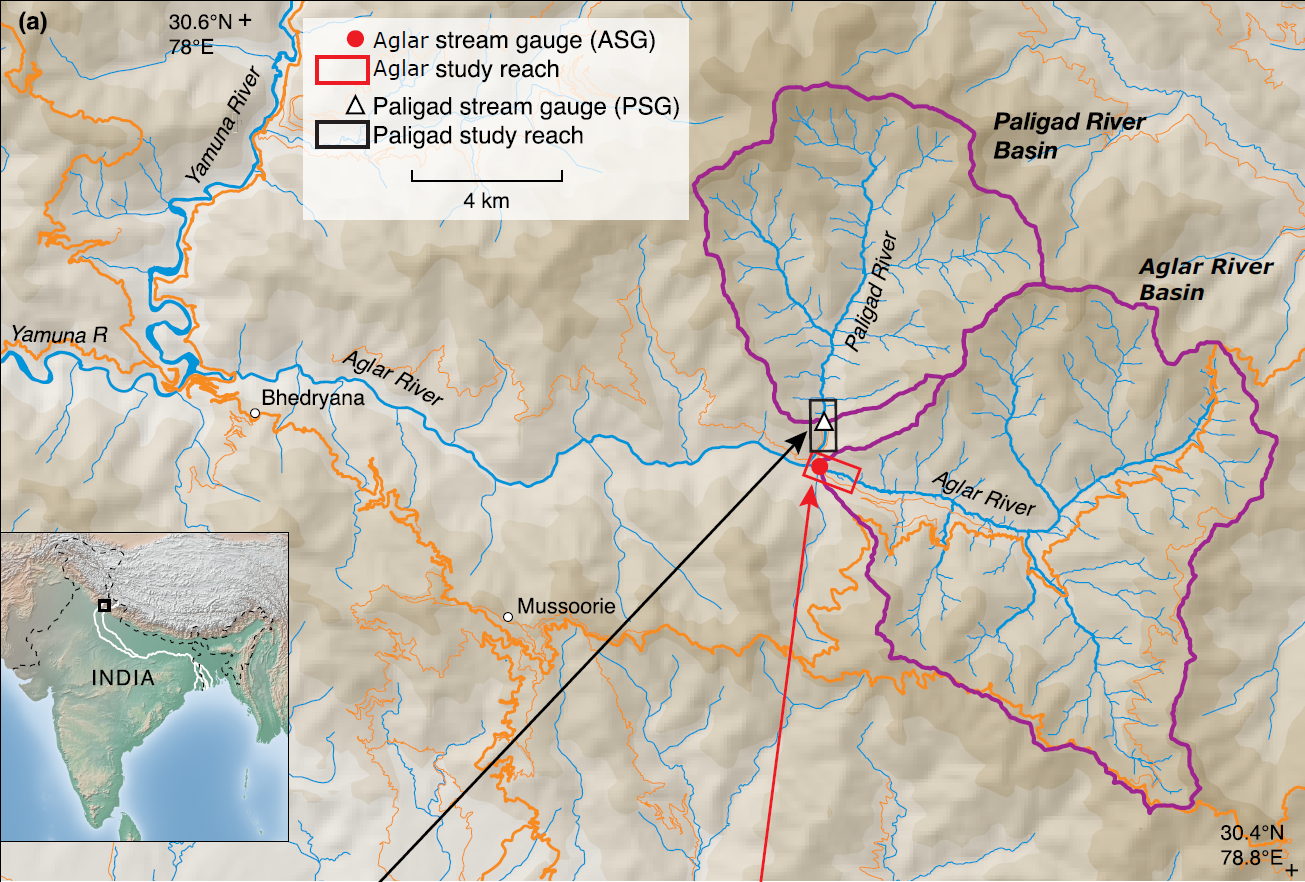 (a)
30.6°N +
78°E
Aglar stream gauge (ASG)
Aglar study reach
Paligad stream gauge (PSG)
Paligad study reach
4 km
Yamuna River
Paligad River
Basin
Paligad River
Aglar River
Basin
Yamuna R
Aglar River
Bhedryana
Aglar River
Mussoorie
INDIA
30.4°N
78.8°E +